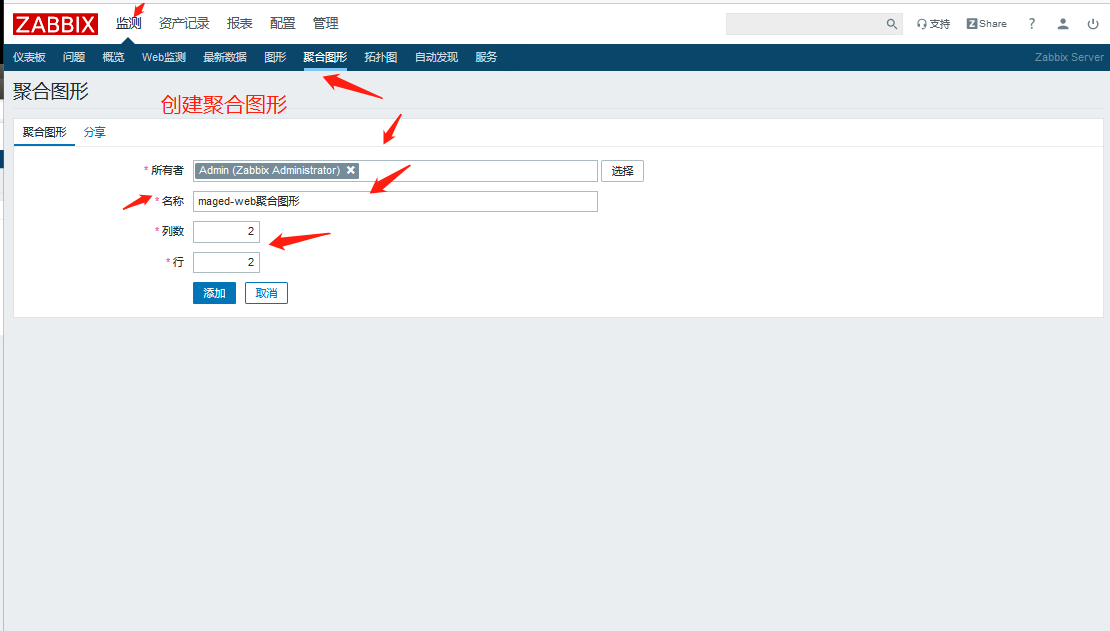 ZABBIX 监测 资产记录 报表 配置 管理 支持 Z Share ?
仪表板 问题 概览 Web监测 最新数据 图形 聚合图形 拓扑图 自动发现 服务 Zabbix Server
聚合图形
创建聚合图形
聚合图形 分享
* 所有者 Admin (Zabbix Administrator) 选择
* 名称 maged-web聚合图形
* 列数 2
* 行 2
添加 取消